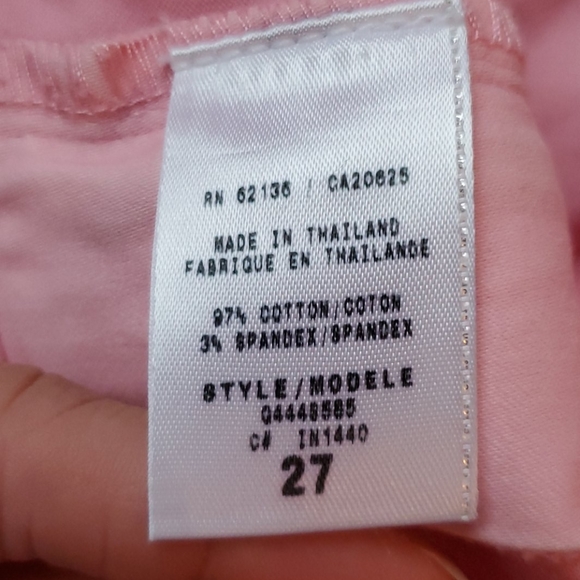 RN 62136 / CA20625
MADE IN THAILAND
FABRIQUE EN THAILANDE
97% COTTON/COTON
3% SPANDEX/SPANDEX
STYLE/MODELE
C# IN1440
27